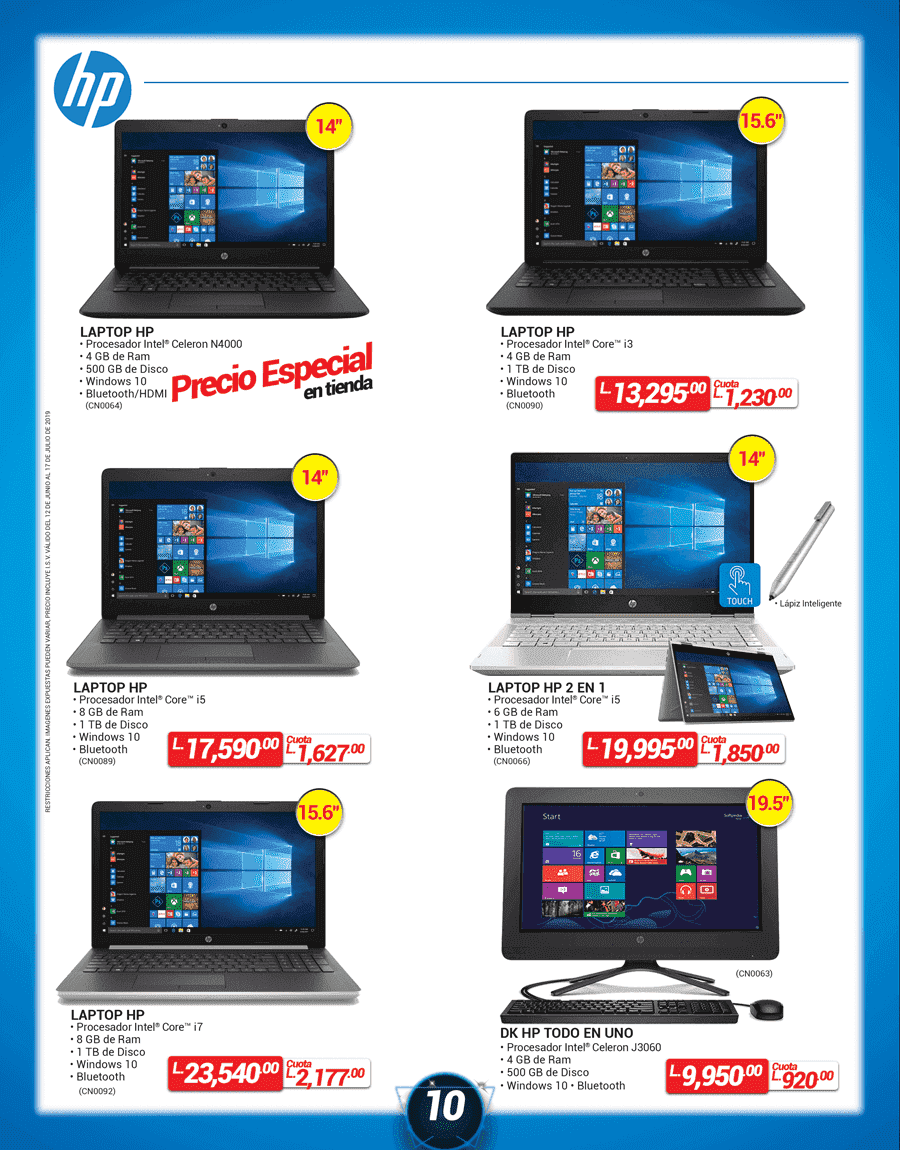 hp
14"
LAPTOP HP
• Procesador Intel® Celeron N4000
• 4 GB de Ram
• 500 GB de Disco
• Windows 10
• Bluetooth/HDMI
(CN0064)
Precio Especial
en tienda
15.6"
LAPTOP HP
• Procesador Intel® Core™ i3
• 4 GB de Ram
• 1 TB de Disco
• Windows 10
• Bluetooth
(CN0090)
L.13,295.00
Cuota
L.1,230.00
14"
LAPTOP HP
• Procesador Intel® Core™ i5
• 8 GB de Ram
• 1 TB de Disco
• Windows 10
• Bluetooth
(CN0089)
L.17,590.00
Cuota
L.1,627.00
14"
TOUCH
• Lápiz Inteligente
LAPTOP HP 2 EN 1
• Procesador Intel® Core™ i5
• 6 GB de Ram
• 1 TB de Disco
• Windows 10
• Bluetooth
(CN0066)
L.19,995.00
Cuota
L.1,850.00
15.6"
LAPTOP HP
• Procesador Intel® Core™ i7
• 8 GB de Ram
• 1 TB de Disco
• Windows 10
• Bluetooth
(CN0092)
L.23,540.00
Cuota
L.2,177.00
19.5"
Start
(CN0063)
DK HP TODO EN UNO
• Procesador Intel® Celeron J3060
• 4 GB de Ram
• 500 GB de Disco
• Windows 10 • Bluetooth
L.9,950.00
Cuota
L.920.00
RESTRICCIONES APLICAN. IMAGENES EXPUESTAS PUEDEN VARIAR, PRECIO INCLUYE I.S.V. VÁLIDO DEL 12 DE JUNIO AL 17 DE JULIO DE 2019
10